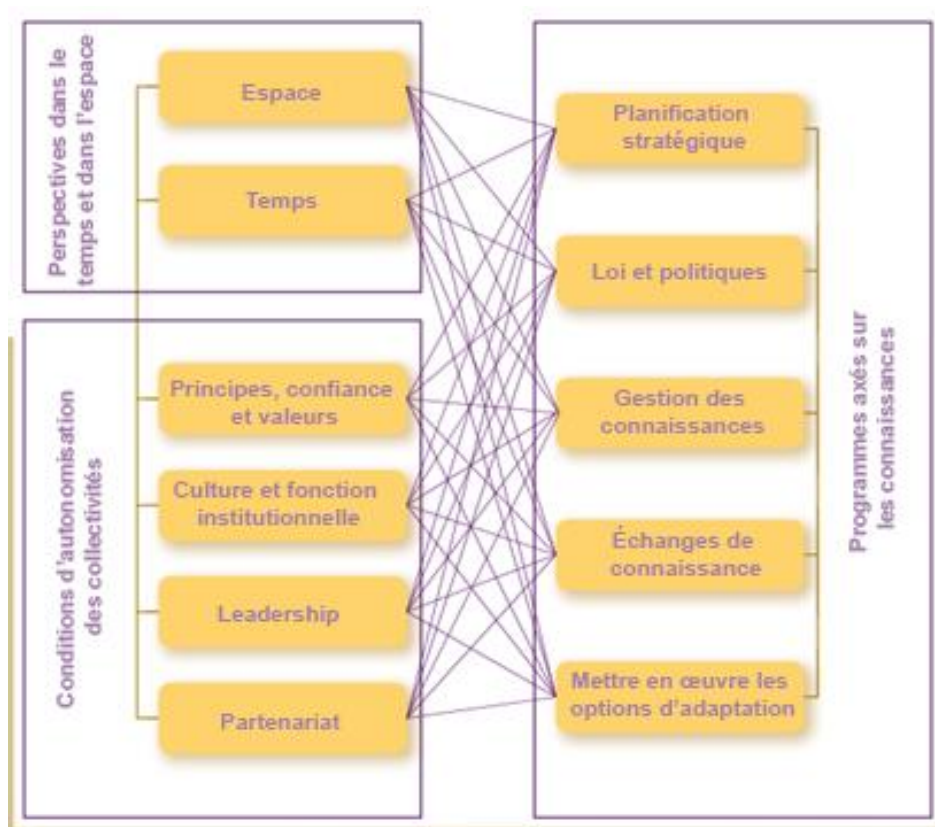 Perspectives dans le
temps et dans l'espace
Espace
Temps
Conditions d'autonomisation
des collectivités
Principes, confiance
et valeurs
Culture et fonction
institutionnelle
Leadership
Partenariat
Planification
stratégique
Loi et politiques
Gestion des
connaissances
Échanges de
connaissance
Mettre en œuvre les
options d'adaptation
Programmes axés sur
les connaissances